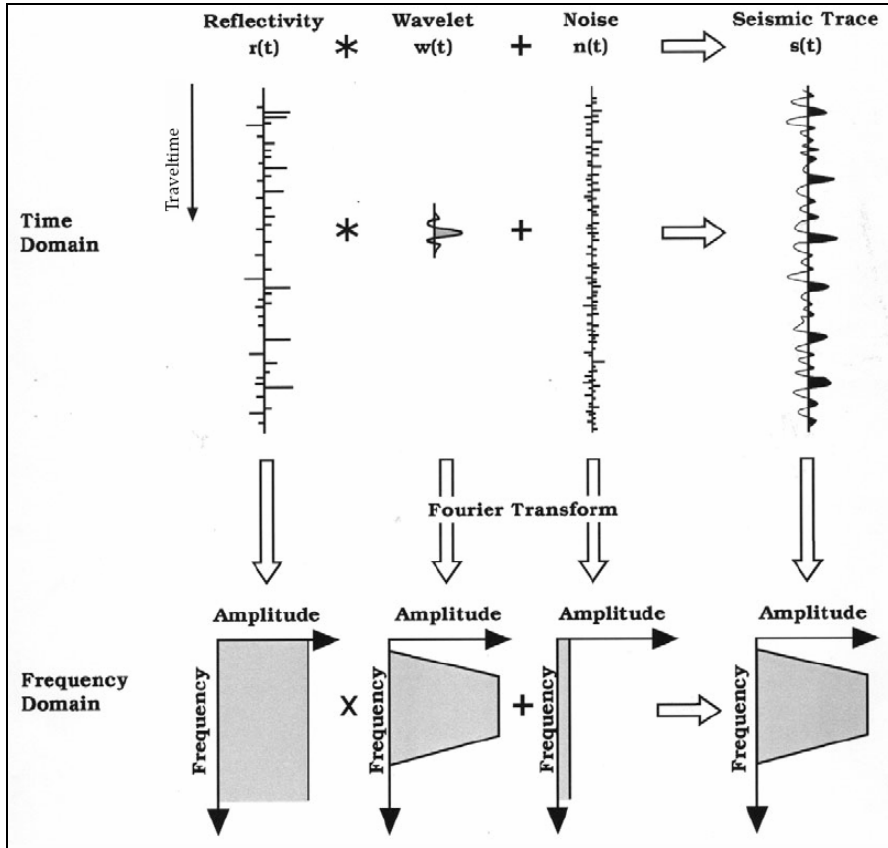 Reflectivity Wavelet Noise Seismic Trace
r(t) * w(t) + n(t) s(t)
Traveltime
Time
Domain
* +
Fourier Transform
Amplitude Amplitude Amplitude Amplitude
Frequency
Domain
Frequency x Frequency + Frequency Frequency